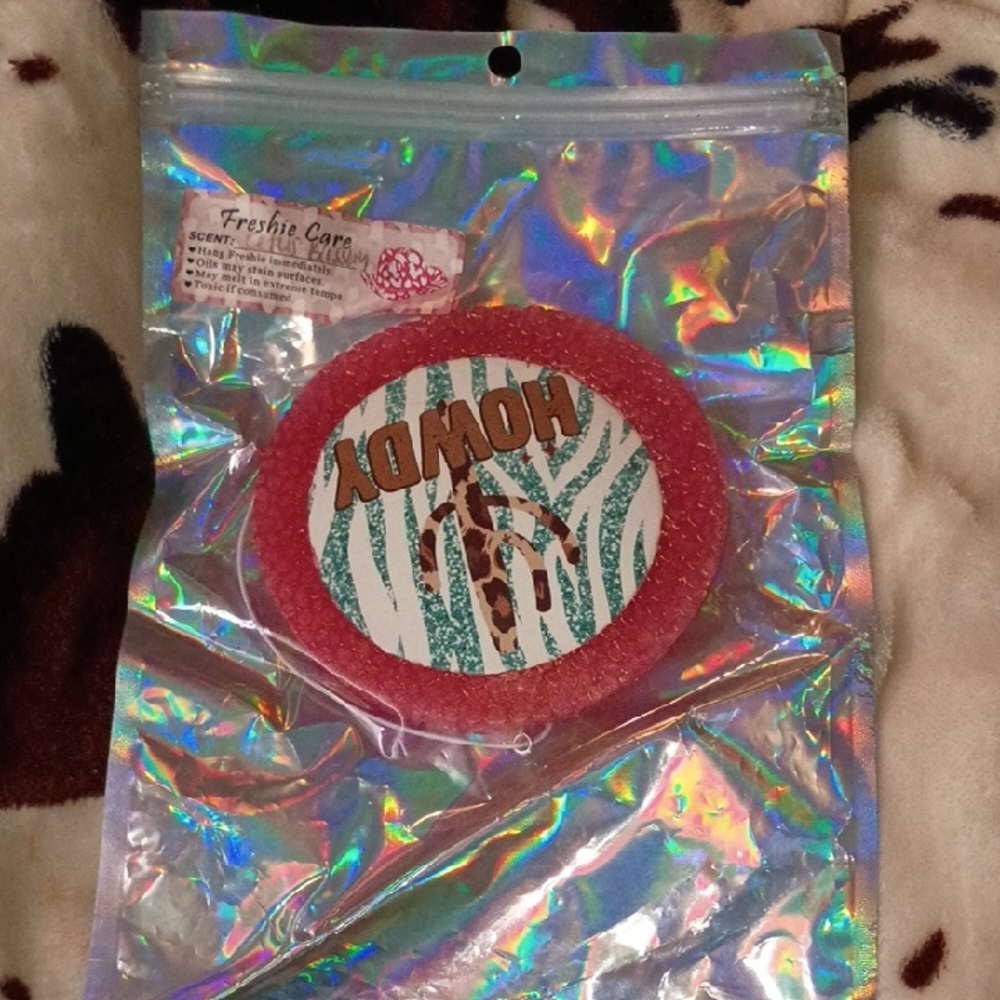 Freshie Care
SCENT:
Hang Freshie immediately.
Oils may stain surfaces.
May melt in extreme temps
Toxic if consumed.
HOWDY